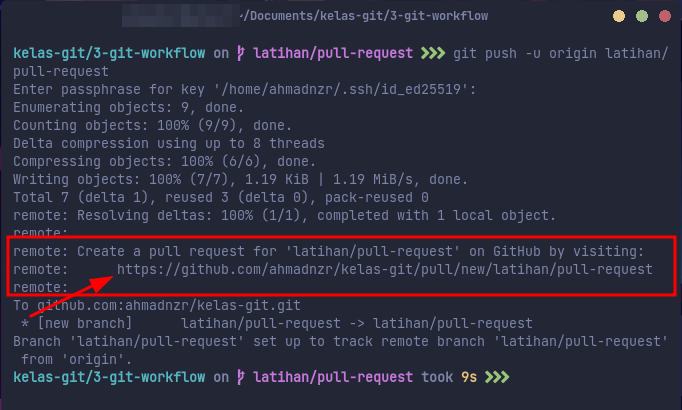 /Documents/kelas-git/3-git-workflow
kelas-git/3-git-workflow on latihan/pull-request ❯❯❯ git push -u origin latihan/
pull-request
Enter passphrase for key '/home/ahmadnzr/.ssh/id_ed25519':
Enumerating objects: 9, done.
Counting objects: 100% (9/9), done.
Delta compression using up to 8 threads
Compressing objects: 100% (6/6), done.
Writing objects: 100% (7/7), 1.19 KiB | 1.19 MiB/s, done.
Total 7 (delta 1), reused 3 (delta 0), pack-reused 0
remote: Resolving deltas: 100% (1/1), completed with 1 local object.
remote:
remote: Create a pull request for 'latihan/pull-request' on GitHub by visiting:
remote:      https://github.com/ahmadnzr/kelas-git/pull/new/latihan/pull-request
remote:
To github.com:ahmadnzr/kelas-git.git
 * [new branch]      latihan/pull-request -> latihan/pull-request
Branch 'latihan/pull-request' set up to track remote branch 'latihan/pull-request'
 from 'origin'.
kelas-git/3-git-workflow on latihan/pull-request took 9s ❯❯❯